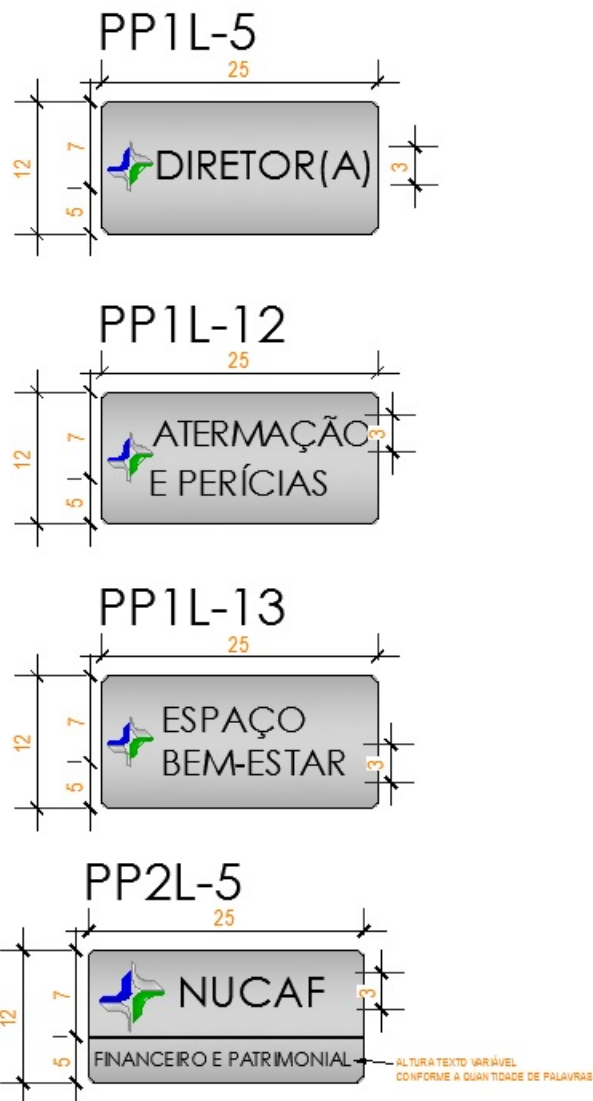 PP1L-5
25
12
7
5
DIRETOR(A)
3
PP1L-12
25
12
7
5
ATERMAÇÃO
E PERÍCIAS
3
PP1L-13
25
12
7
5
ESPAÇO
BEM-ESTAR
3
PP2L-5
25
12
7
5
NUCAF
3
FINANCEIRO E PATRIMONIAL
ALTURA TEXTO VARIÁVEL
CONFORME A QUANTIDADE DE PALAVRAS